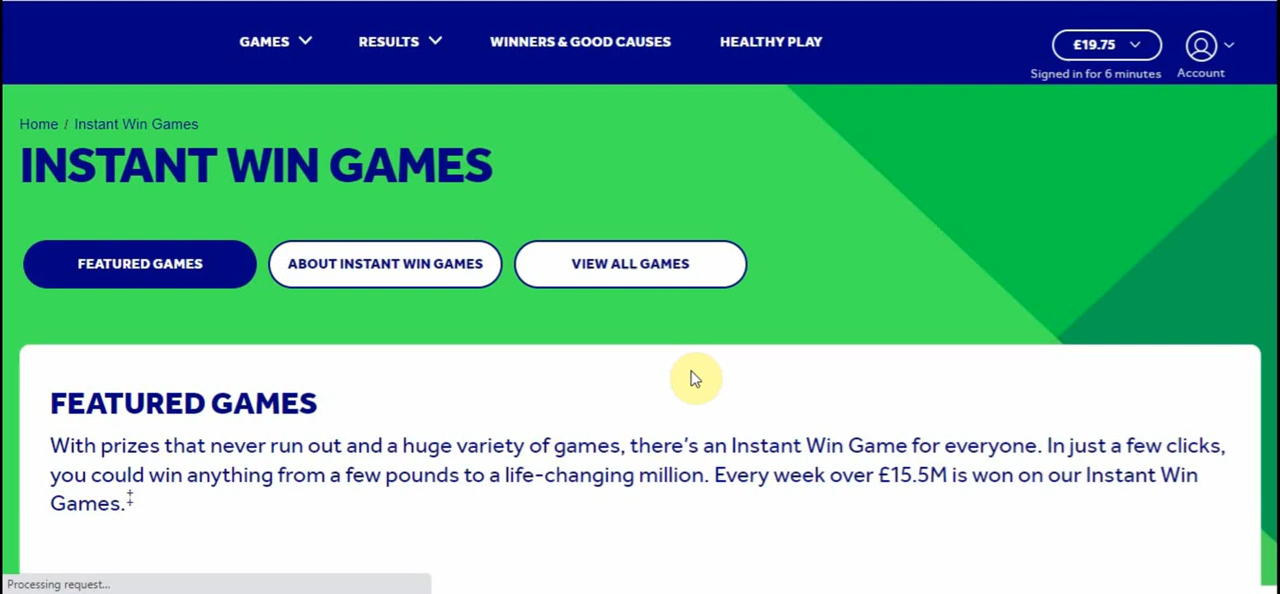 GAMES RESULTS WINNERS & GOOD CAUSES HEALTHY PLAY £19.75
Signed in for 6 minutes Account
Home / Instant Win Games
INSTANT WIN GAMES
FEATURED GAMES ABOUT INSTANT WIN GAMES VIEW ALL GAMES
FEATURED GAMES
With prizes that never run out and a huge variety of games, there's an Instant Win Game for everyone. In just a few clicks,
you could win anything from a few pounds to a life-changing million. Every week over £15.5M is won on our Instant Win
Games.‡
Processing request...